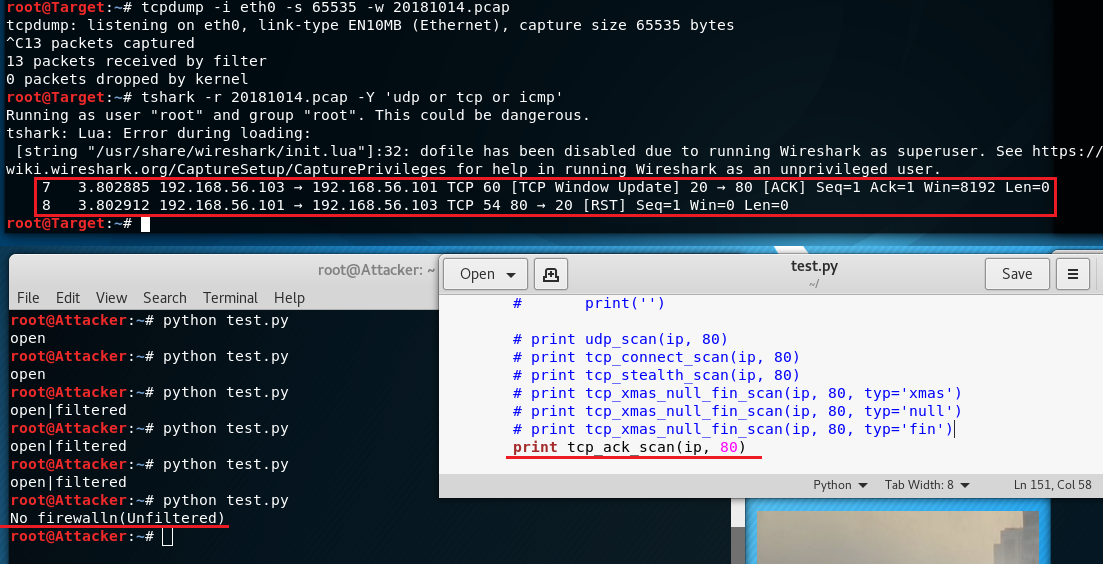 root@Target:~# tcpdump -i eth0 -s 65535 -w 20181014.pcap
tcpdump: listening on eth0, link-type EN10MB (Ethernet), capture size 65535 bytes
^C13 packets captured
13 packets received by filter
0 packets dropped by kernel
root@Target:~# tshark -r 20181014.pcap -Y 'udp or tcp or icmp'
Running as user "root" and group "root". This could be dangerous.
tshark: Lua: Error during loading:
 [string "/usr/share/wireshark/init.lua"]:32: dofile has been disabled due to running Wireshark as superuser. See https://
wiki.wireshark.org/CaptureSetup/CapturePrivileges for help in running Wireshark as an unprivileged user.
    7   3.802885 192.168.56.103 → 192.168.56.101 TCP 60 [TCP Window Update] 20 → 80 [ACK] Seq=1 Ack=1 Win=8192 Len=0
    8   3.802912 192.168.56.101 → 192.168.56.103 TCP 54 80 → 20 [RST] Seq=1 Win=0 Len=0
root@Target:~#
root@Attacker: ~
File Edit View Search Terminal Help
root@Attacker:~# python test.py
open
root@Attacker:~# python test.py
open
root@Attacker:~# python test.py
open|filtered
root@Attacker:~# python test.py
open|filtered
root@Attacker:~# python test.py
open|filtered
root@Attacker:~# python test.py
No firewalln(Unfiltered)
root@Attacker:~#
Open
test.py
~/
Save
#       print('')
# print udp_scan(ip, 80)
# print tcp_connect_scan(ip, 80)
# print tcp_stealth_scan(ip, 80)
# print tcp_xmas_null_fin_scan(ip, 80, typ='xmas')
# print tcp_xmas_null_fin_scan(ip, 80, typ='null')
# print tcp_xmas_null_fin_scan(ip, 80, typ='fin')
print tcp_ack_scan(ip, 80)
Python Tab Width: 8 Ln 151, Col 58